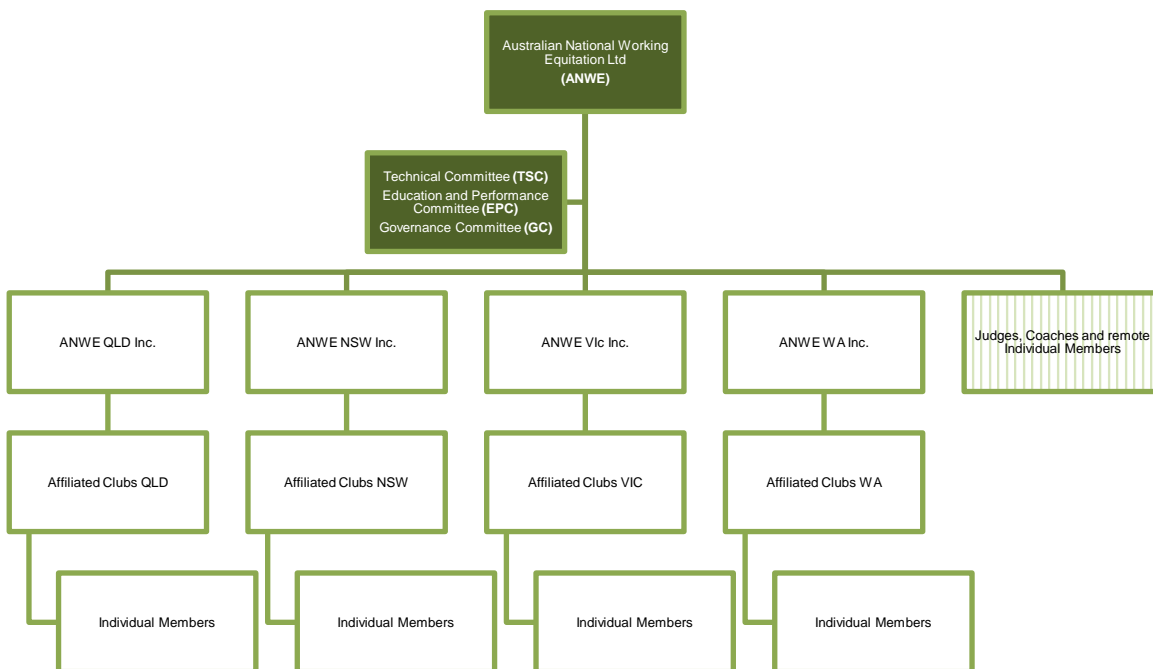 Australian National Working
Equitation Ltd
(ANWE)
Technical Committee (TSC)
Education and Performance
Committee (EPC)
Governance Committee (GC)
ANWE QLD Inc.
ANWE NSW Inc.
ANWE VIc Inc.
ANWE WA Inc.
Judges, Coaches and remote
Individual Members
Affiliated Clubs QLD
Affiliated Clubs NSW
Affiliated Clubs VIC
Affiliated Clubs WA
Individual Members
Individual Members
Individual Members
Individual Members